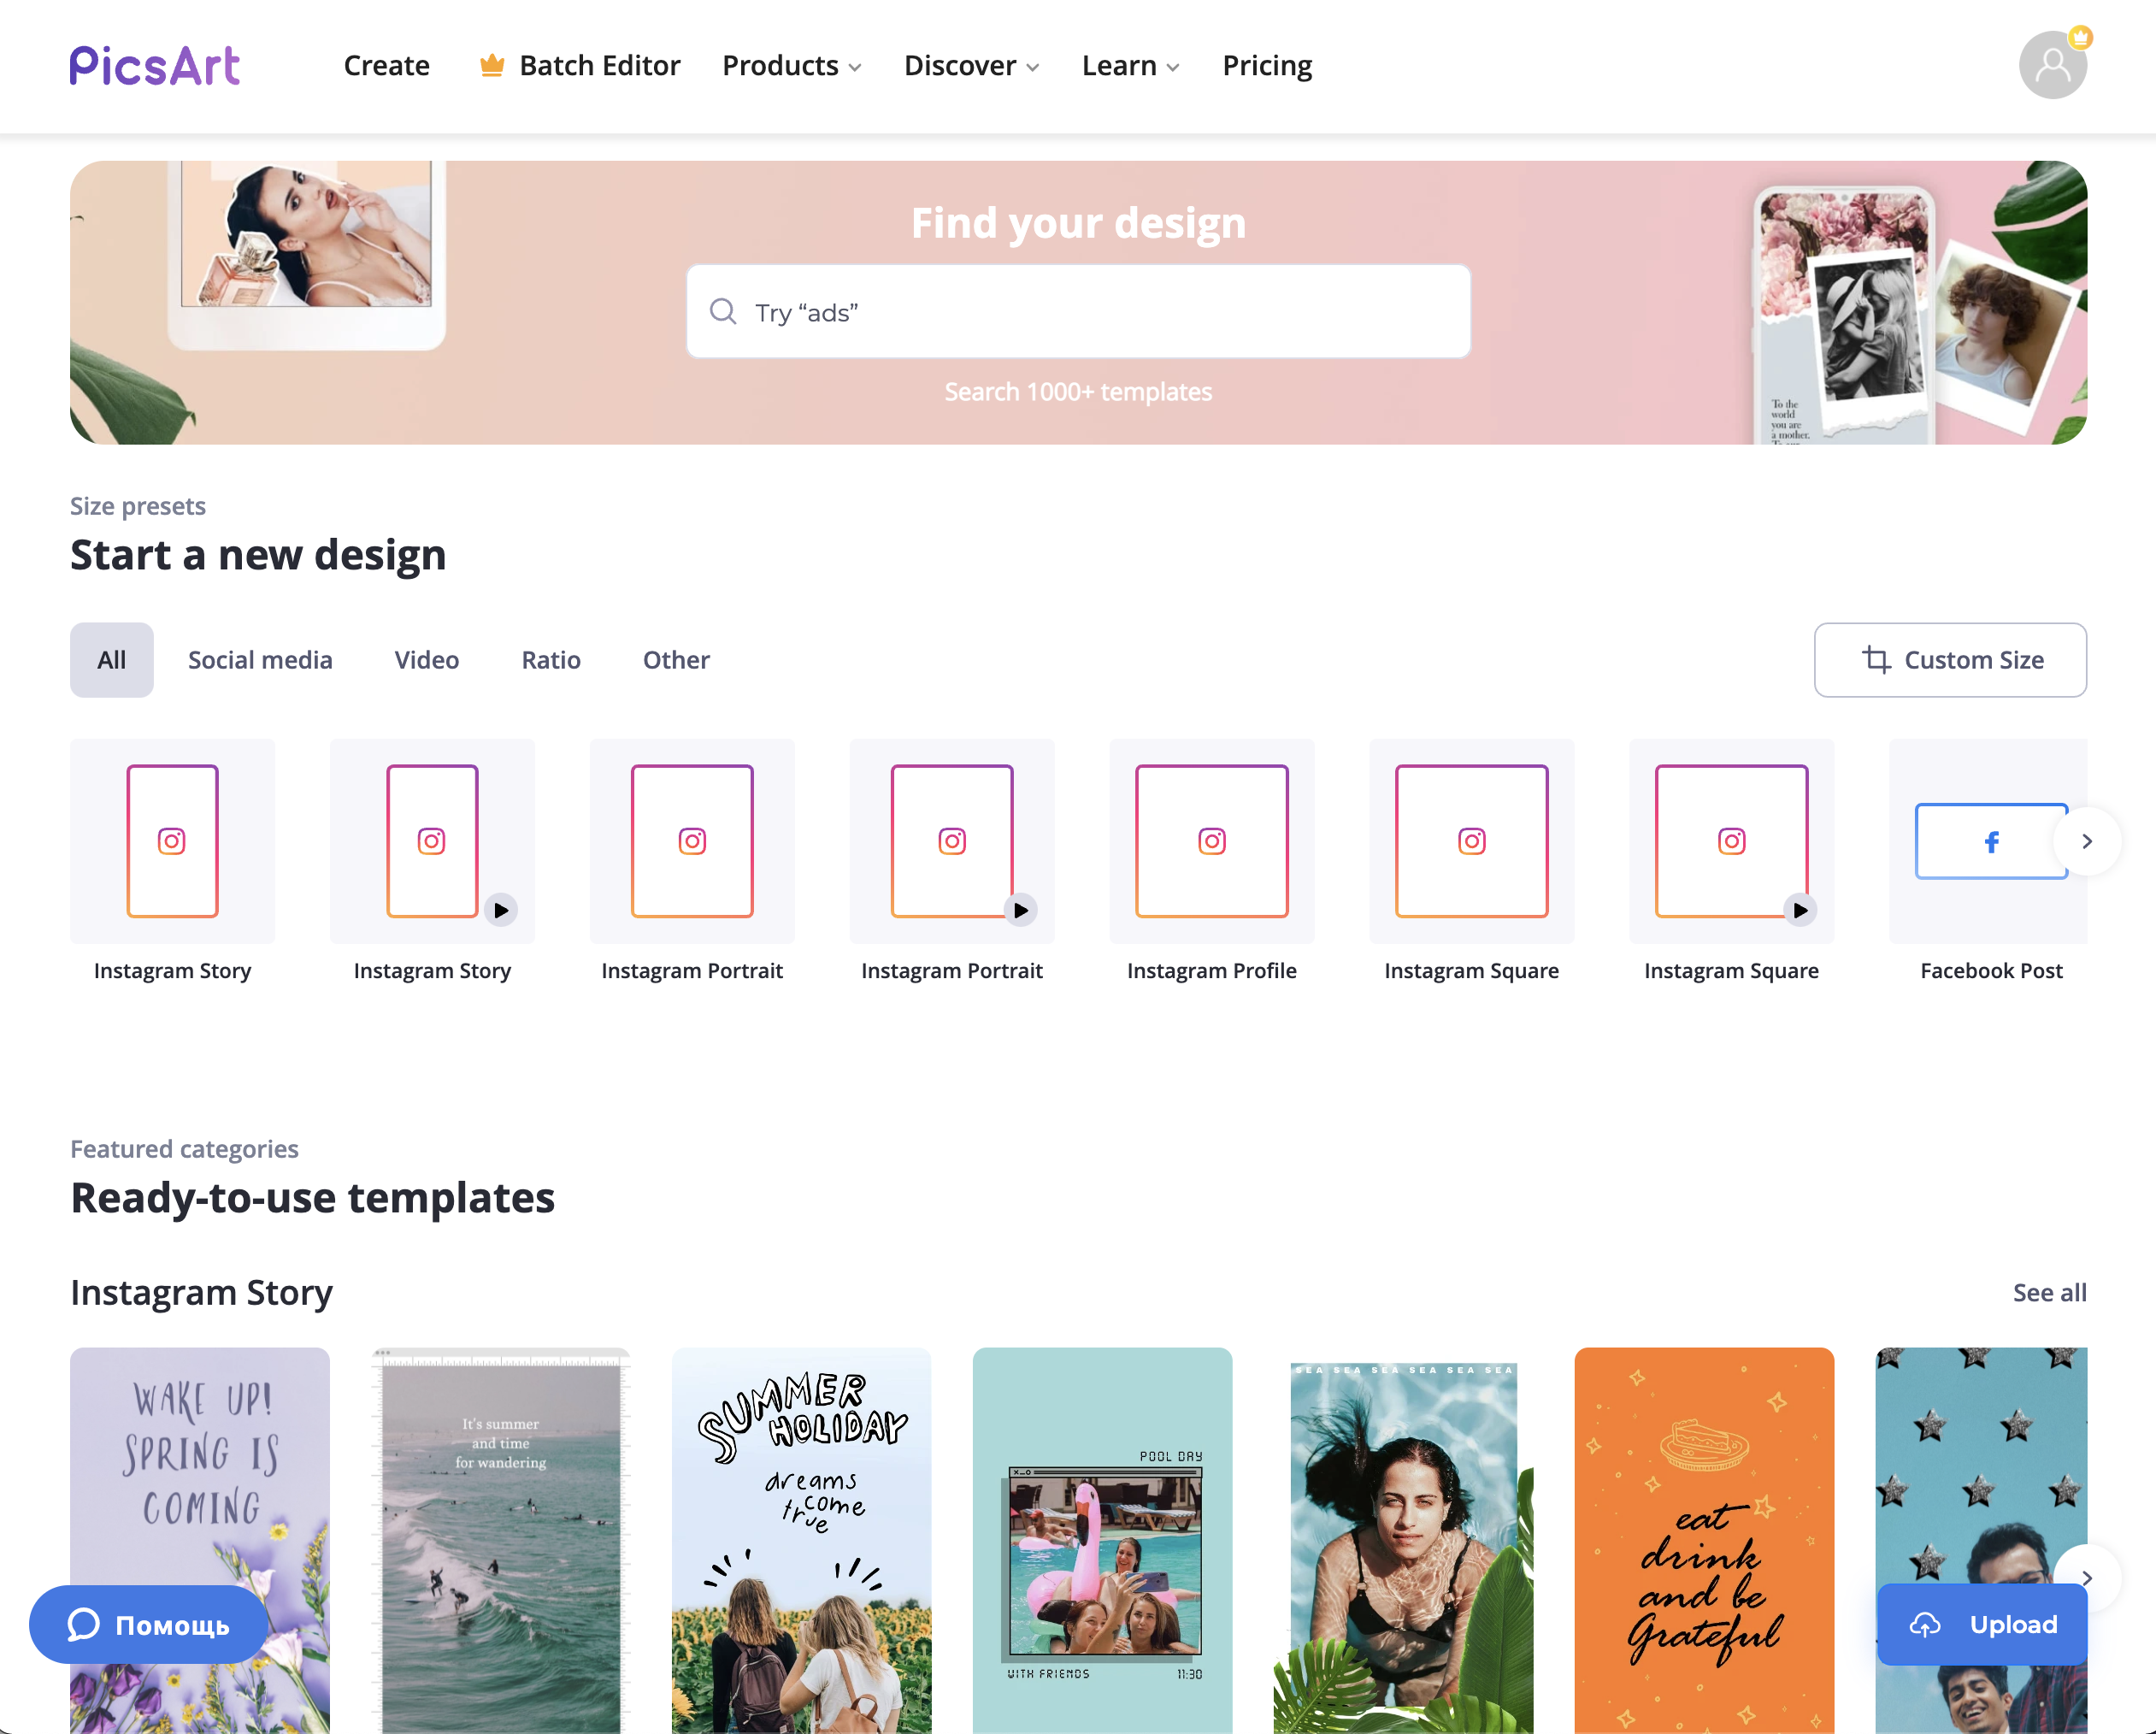 PicsArt
Create
Batch Editor
Products
Discover
Learn
Pricing
Find your design
Try “ads”
Search 1000+ templates
To the
world
you are
a mother.
Size presets
Start a new design
All
Social media
Video
Ratio
Other
Custom Size
Instagram Story
Instagram Story
Instagram Portrait
Instagram Portrait
Instagram Profile
Instagram Square
Instagram Square
Facebook Post
Featured categories
Ready-to-use templates
Instagram Story
See all
WAKE UP!
SPRING IS
COMING
It's summer
and time
for wandering
SUMMER
HOLIDAY
dreams
come
true
POOL DAY
WITH FRIENDS
11:30
SEA SEA SEA SEA SEA SEA
eat
drink
and be
Grateful
Помощь
Upload